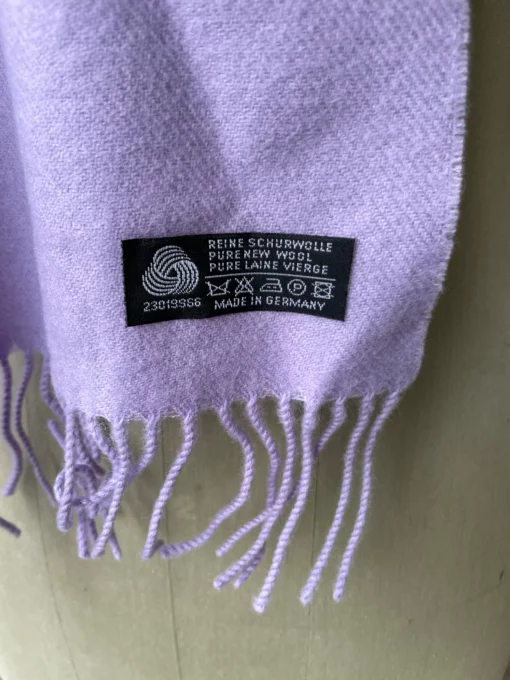 REINE SCHURWOLLE
PURE NEW WOOL
PURE LAINE VIERGE
P
23019966
MADE IN GERMANY